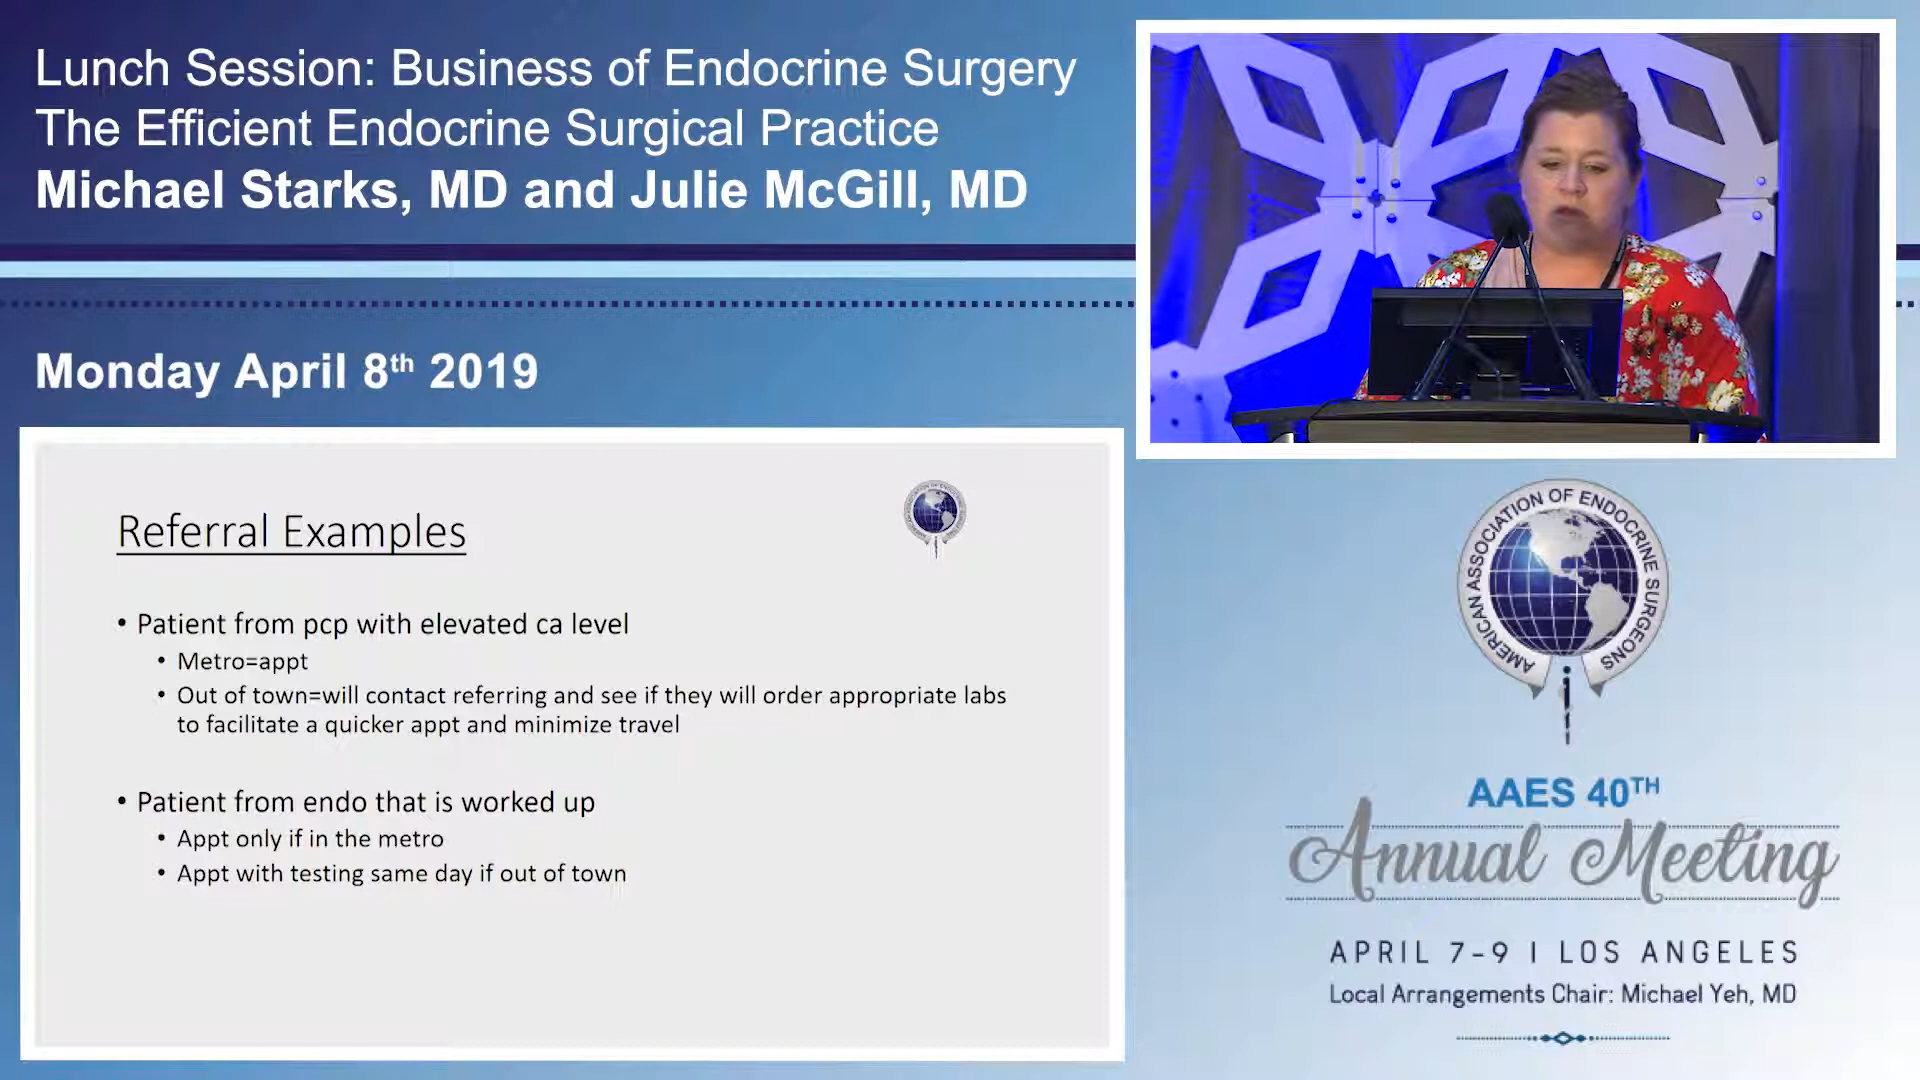 Lunch Session: Business of Endocrine Surgery
The Efficient Endocrine Surgical Practice
Michael Starks, MD and Julie McGill, MD
Monday April 8th 2019
Referral Examples
• Patient from pcp with elevated ca level
• Metro=appt
• Out of town=will contact referring and see if they will order appropriate labs
to facilitate a quicker appt and minimize travel
• Patient from endo that is worked up
• Appt only if in the metro
• Appt with testing same day if out of town
AMERICAN ASSOCIATION OF ENDOCRINE SURGEONS
AAES 40TH
Annual Meeting
APRIL 7-9 | LOS ANGELES
Local Arrangements Chair: Michael Yeh, MD